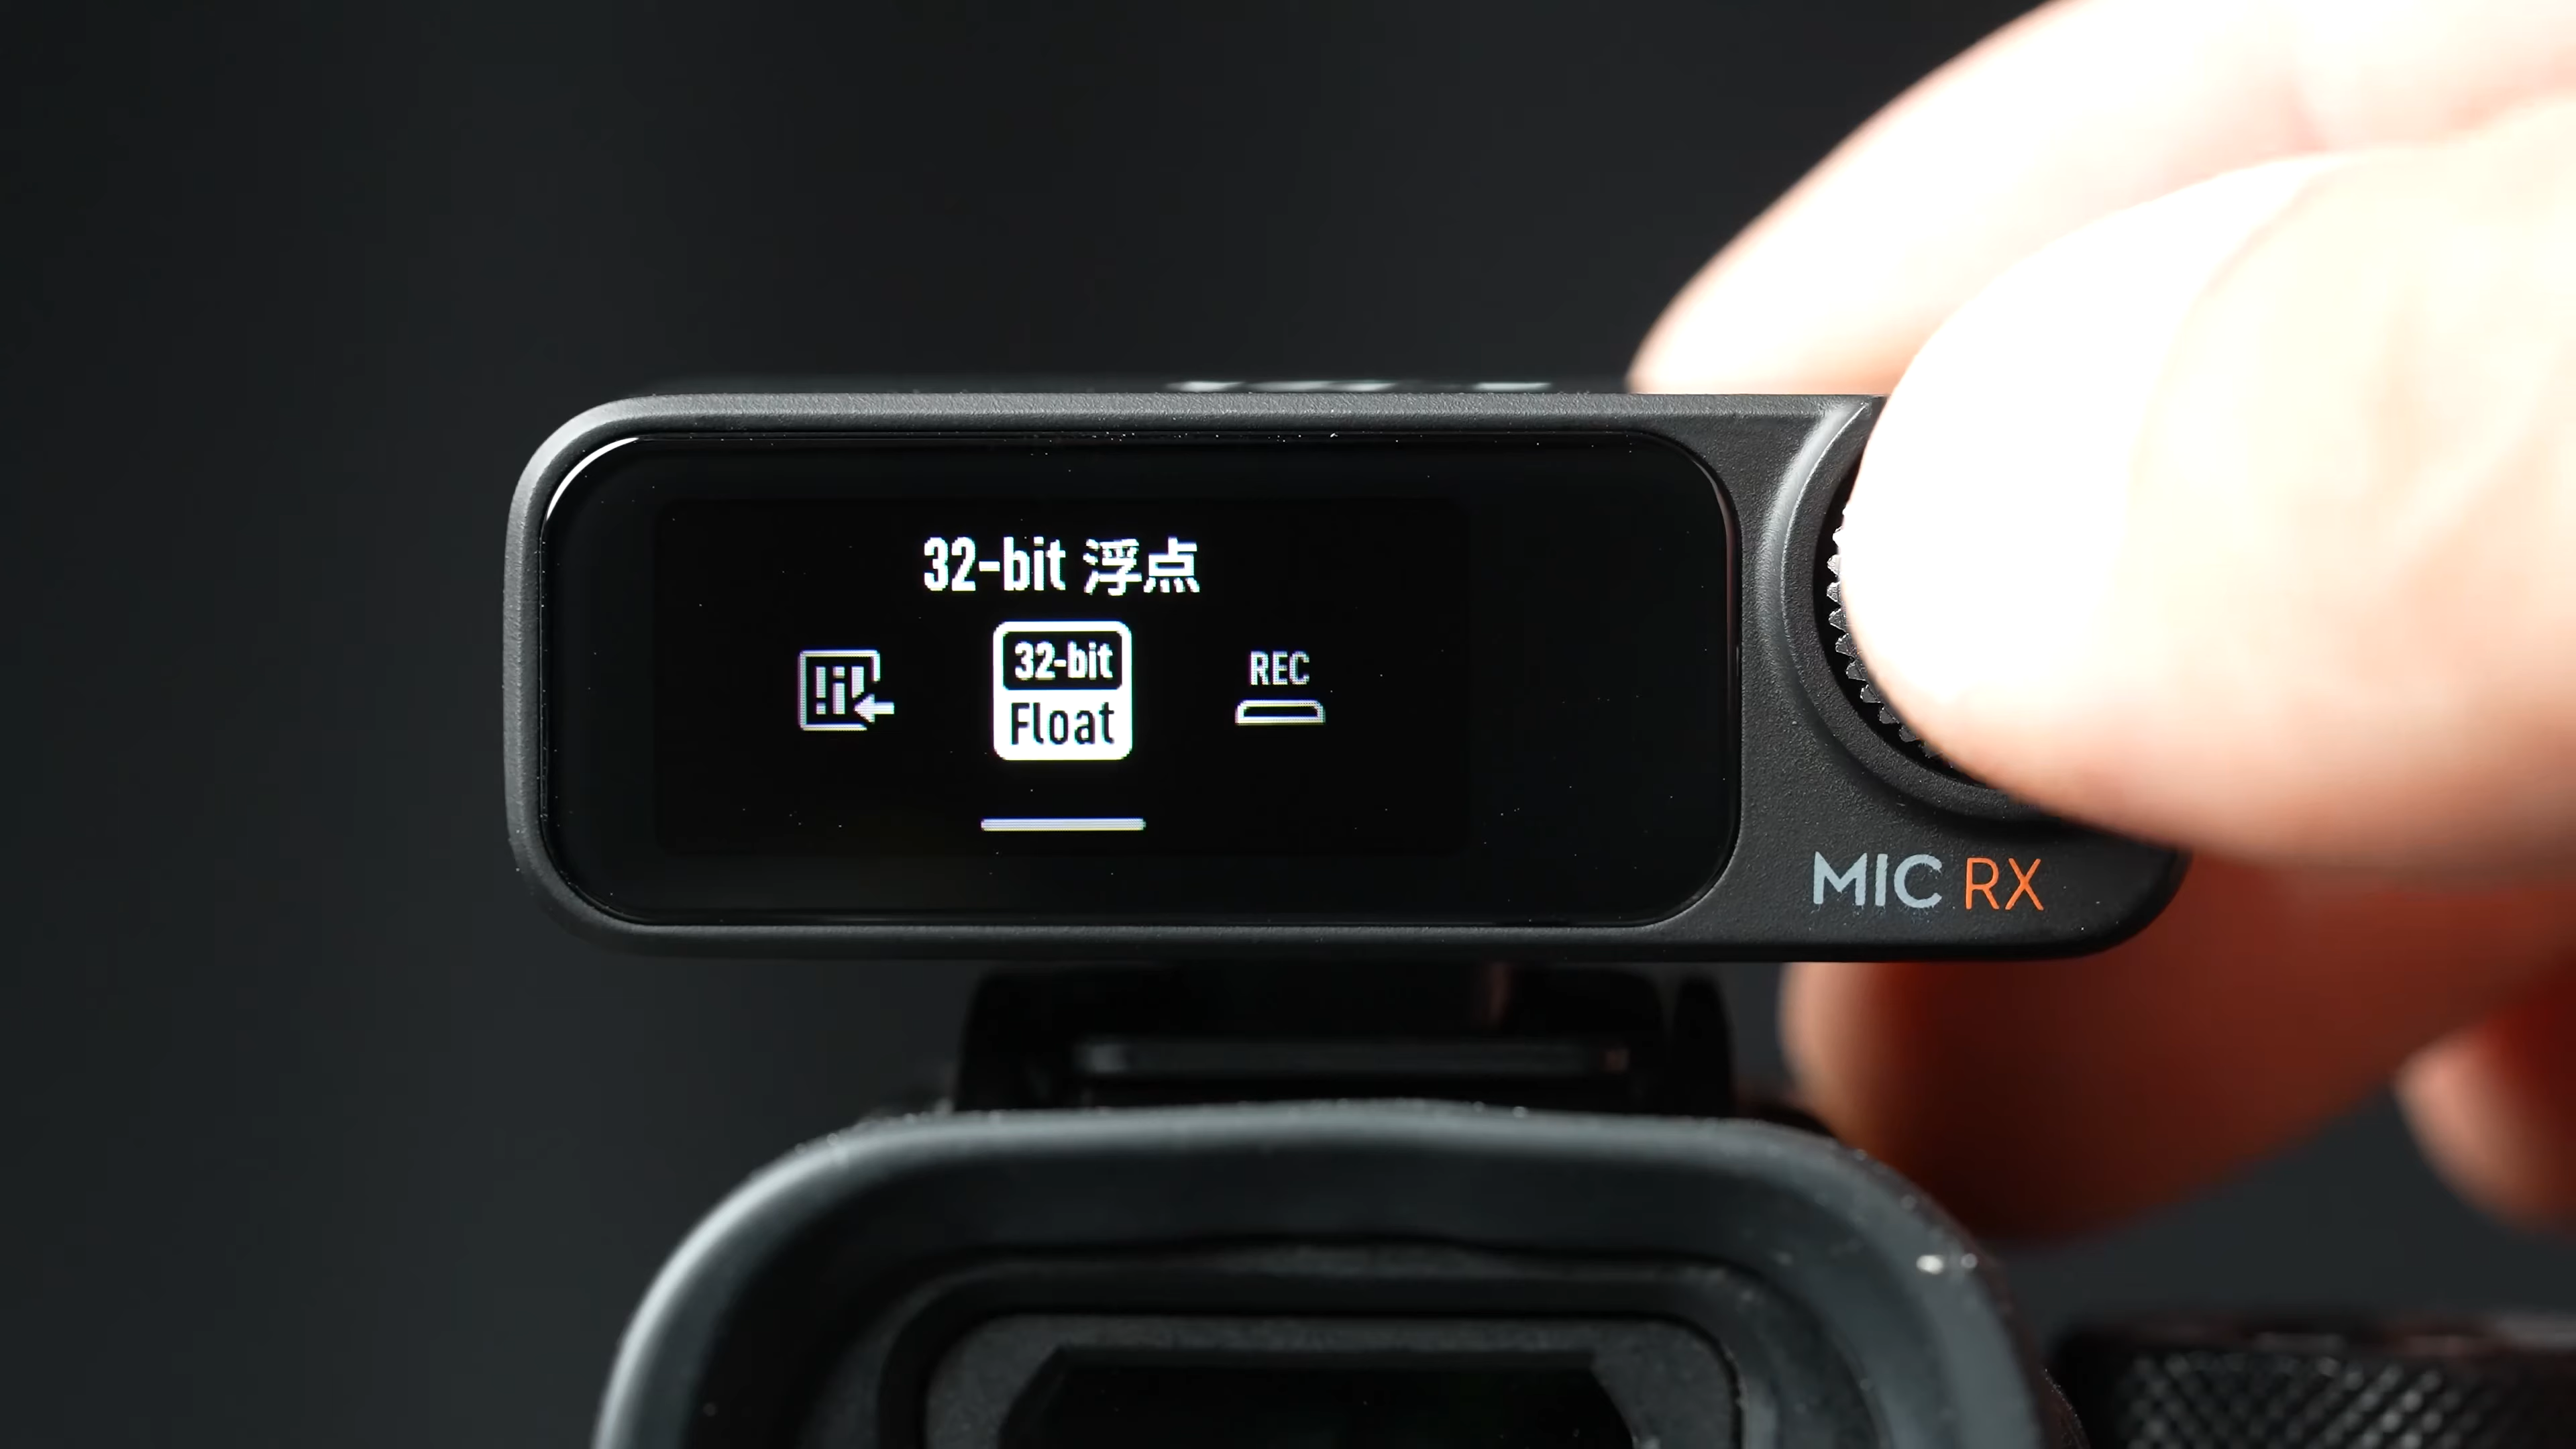 32-bit 浮点
32-bit
Float
REC
MIC RX